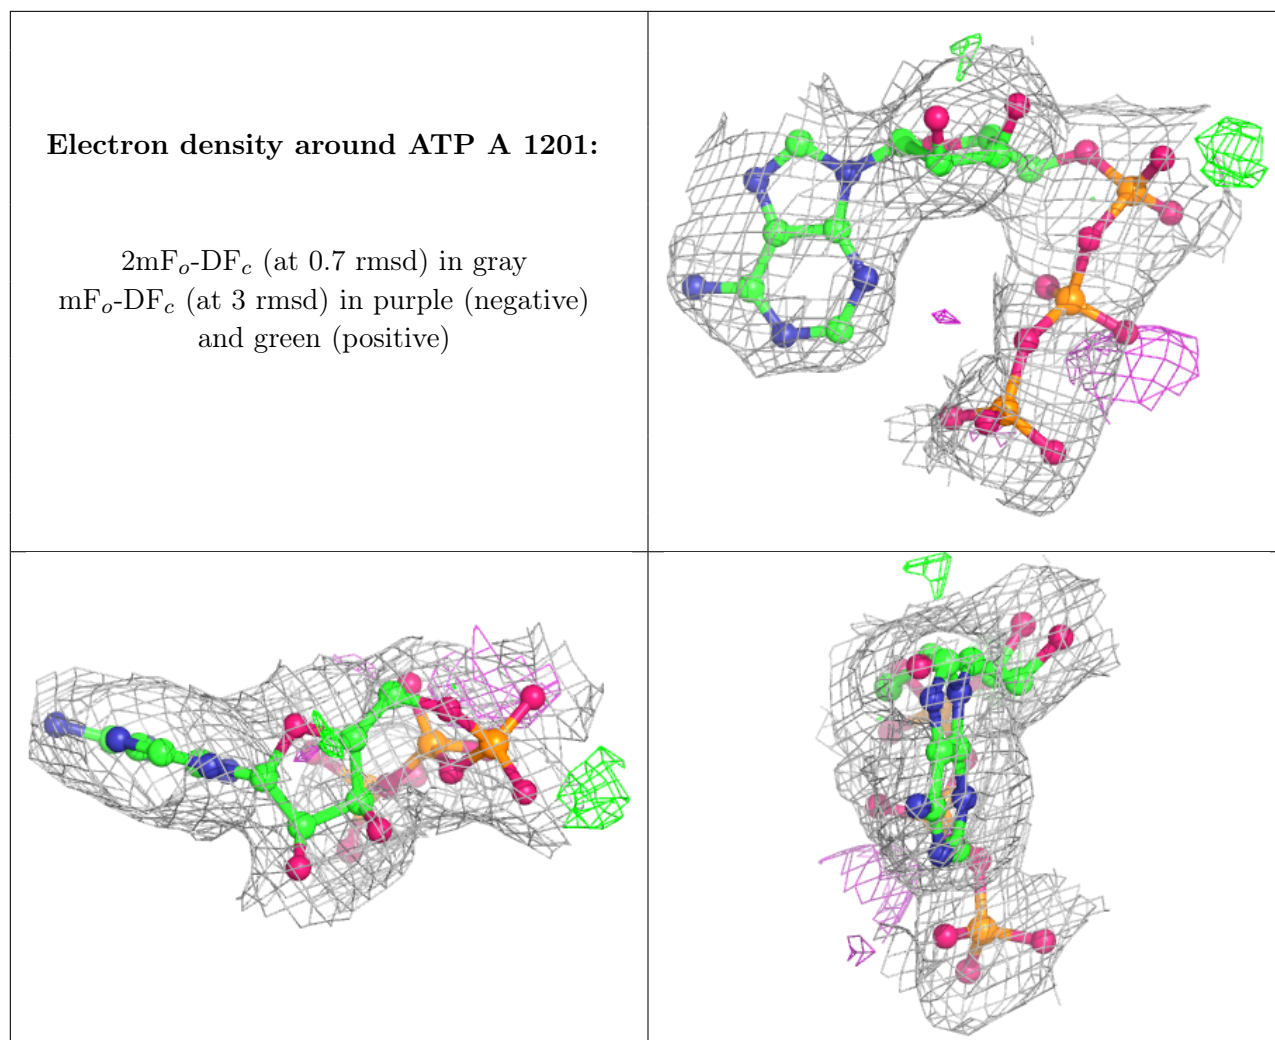 Electron density around ATP A 1201:
2mFo-DFc (at 0.7 rmsd) in gray
mFo-DFc (at 3 rmsd) in purple (negative)
and green (positive)